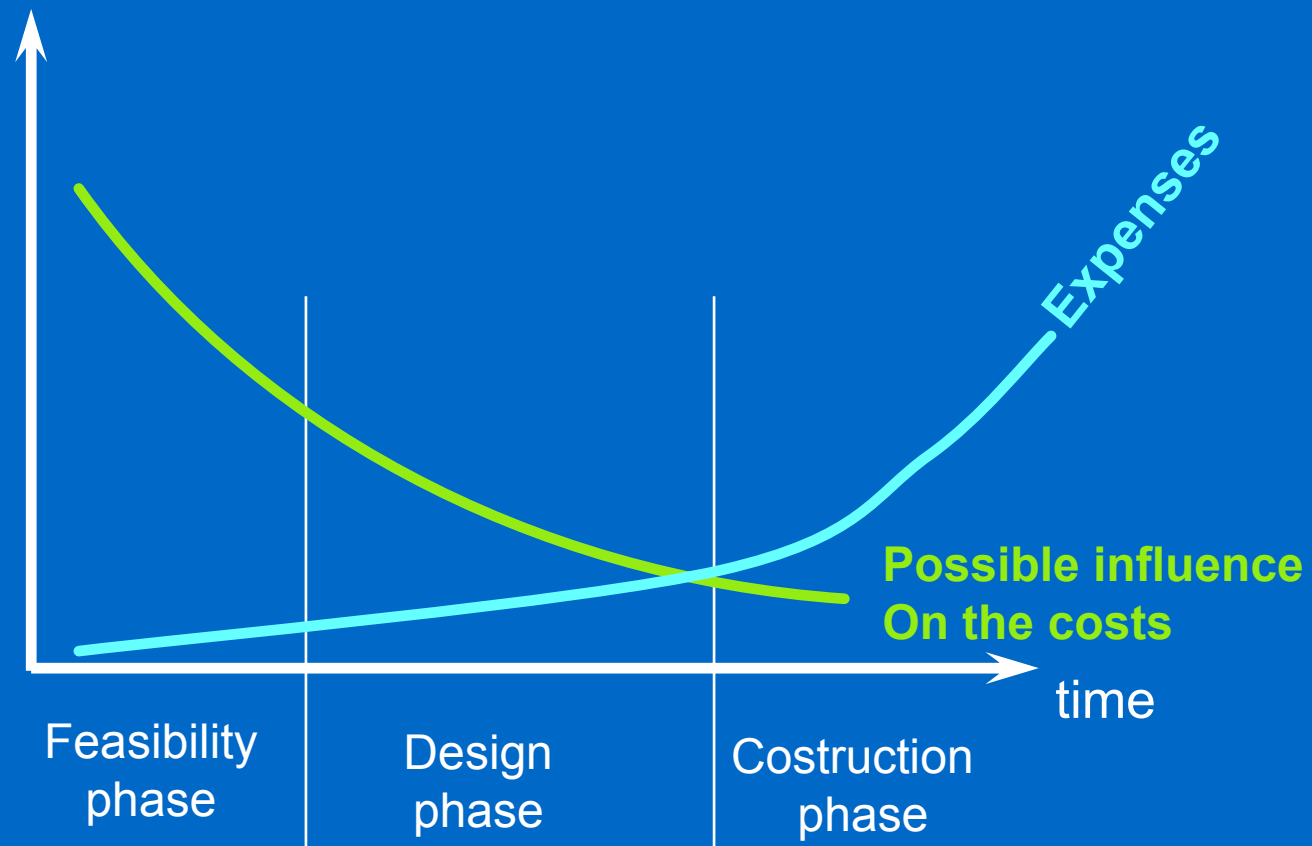 Expenses
Possible influence
On the costs
time
Feasibility
phase
Design
phase
Costruction
phase